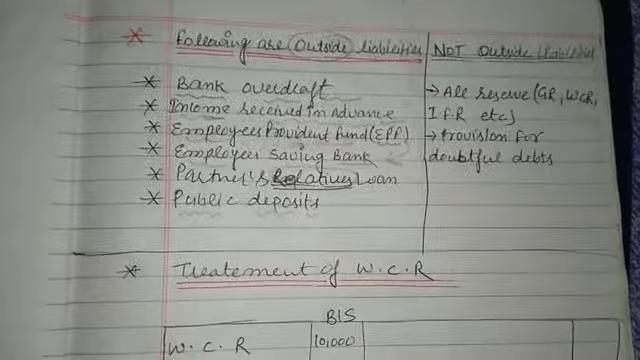 Following are Outside liabilities
NOT Outside liabilities
* Bank overdraft
* Income received in Advance
* Employees Provident Fund (EPF)
* Employees Saving Bank
* Partner's Relatives Loan
* Public deposits
→ All reserve (GR, WCR,
I F R etc)
→ Provision For
doubtful debts
* Treatement of W.C.R
B/S
W.C.R 10,000